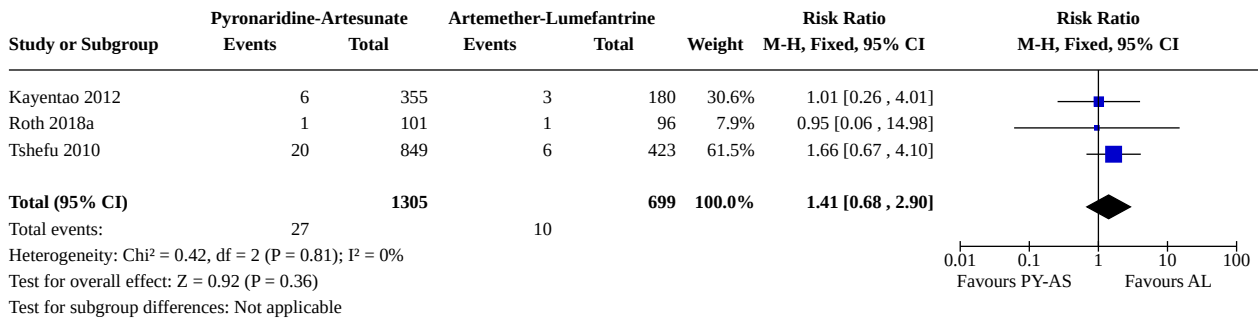 Pyronaridine-Artesunate Artemether-Lumefantrine Risk Ratio Risk Ratio
Study or Subgroup Events Total Events Total Weight M-H, Fixed, 95% CI M-H, Fixed, 95% CI
Kayentao 2012 6 355 3 180 30.6% 1.01 [0.26 , 4.01]
Roth 2018a 1 101 1 96 7.9% 0.95 [0.06 , 14.98]
Tshefu 2010 20 849 6 423 61.5% 1.66 [0.67 , 4.10]
Total (95% CI) 1305 699 100.0% 1.41 [0.68 , 2.90]
Total events: 27 10
Heterogeneity: Chi² = 0.42, df = 2 (P = 0.81); I² = 0%
0.01 0.1 1 10 100
Test for overall effect: Z = 0.92 (P = 0.36) Favours PY-AS Favours AL
Test for subgroup differences: Not applicable